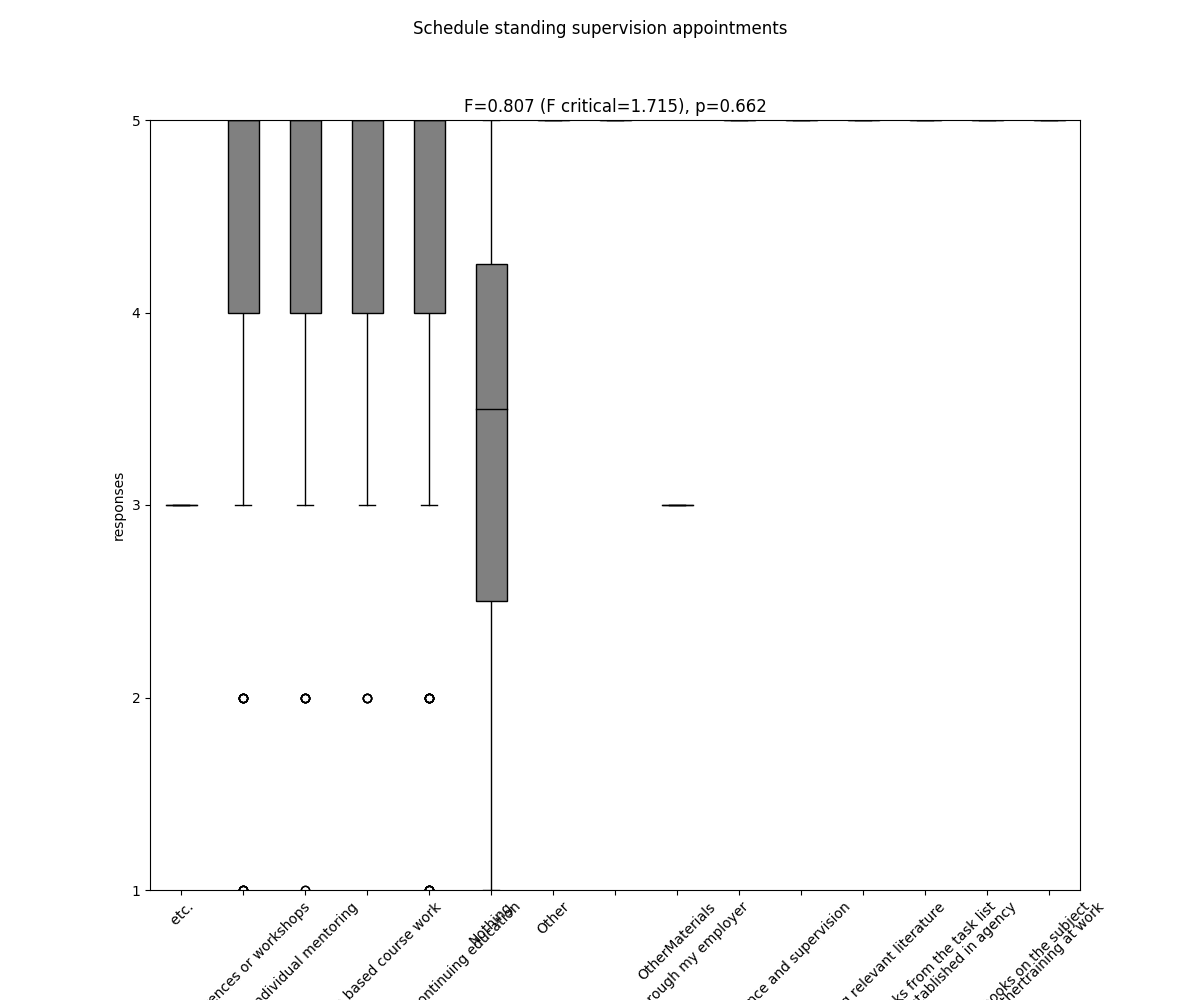 Schedule standing supervision appointments
F=0.807 (F critical=1.715), p=0.662
5
4
3
2
1
responses
etc.
ences or workshops
ndividual mentoring
based course work
ontinuing education
Nothing
Other
OtherMaterials
rough my employer
nce and supervision
g relevant literature
ks from the task list
tablished in agency
ooks on the subject
training at work